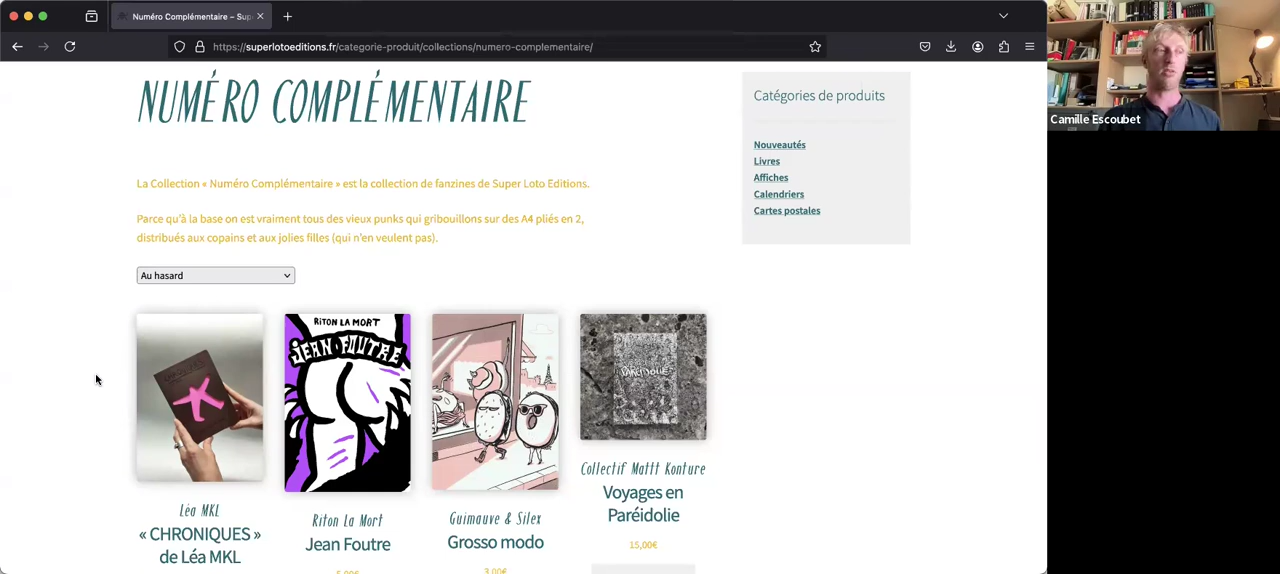 Numéro Complémentaire – Sup
https://superlotoeditions.fr/categorie-produit/collections/numero-complementaire/
NUMÉRO COMPLÉMENTAIRE
La Collection « Numéro Complémentaire » est la collection de fanzines de Super Loto Editions.
Parce qu'à la base on est vraiment tous des vieux punks qui gribouillons sur des A4 pliés en 2,
distribués aux copains et aux jolies filles (qui n'en veulent pas).
Au hasard
RiTON LA MORT
JEAN FOUTRE
PARÉIDOLIE
Léa MKL
« CHRONIQUES »
de Léa MKL
Riton La Mort
Jean Foutre
5,00€
Guimauve & Silex
Grosso modo
3,00€
Collectif Mattt Konture
Voyages en
Paréidolie
15,00€
Catégories de produits
Nouveautés
Livres
Affiches
Calendriers
Cartes postales
Camille Escoubet